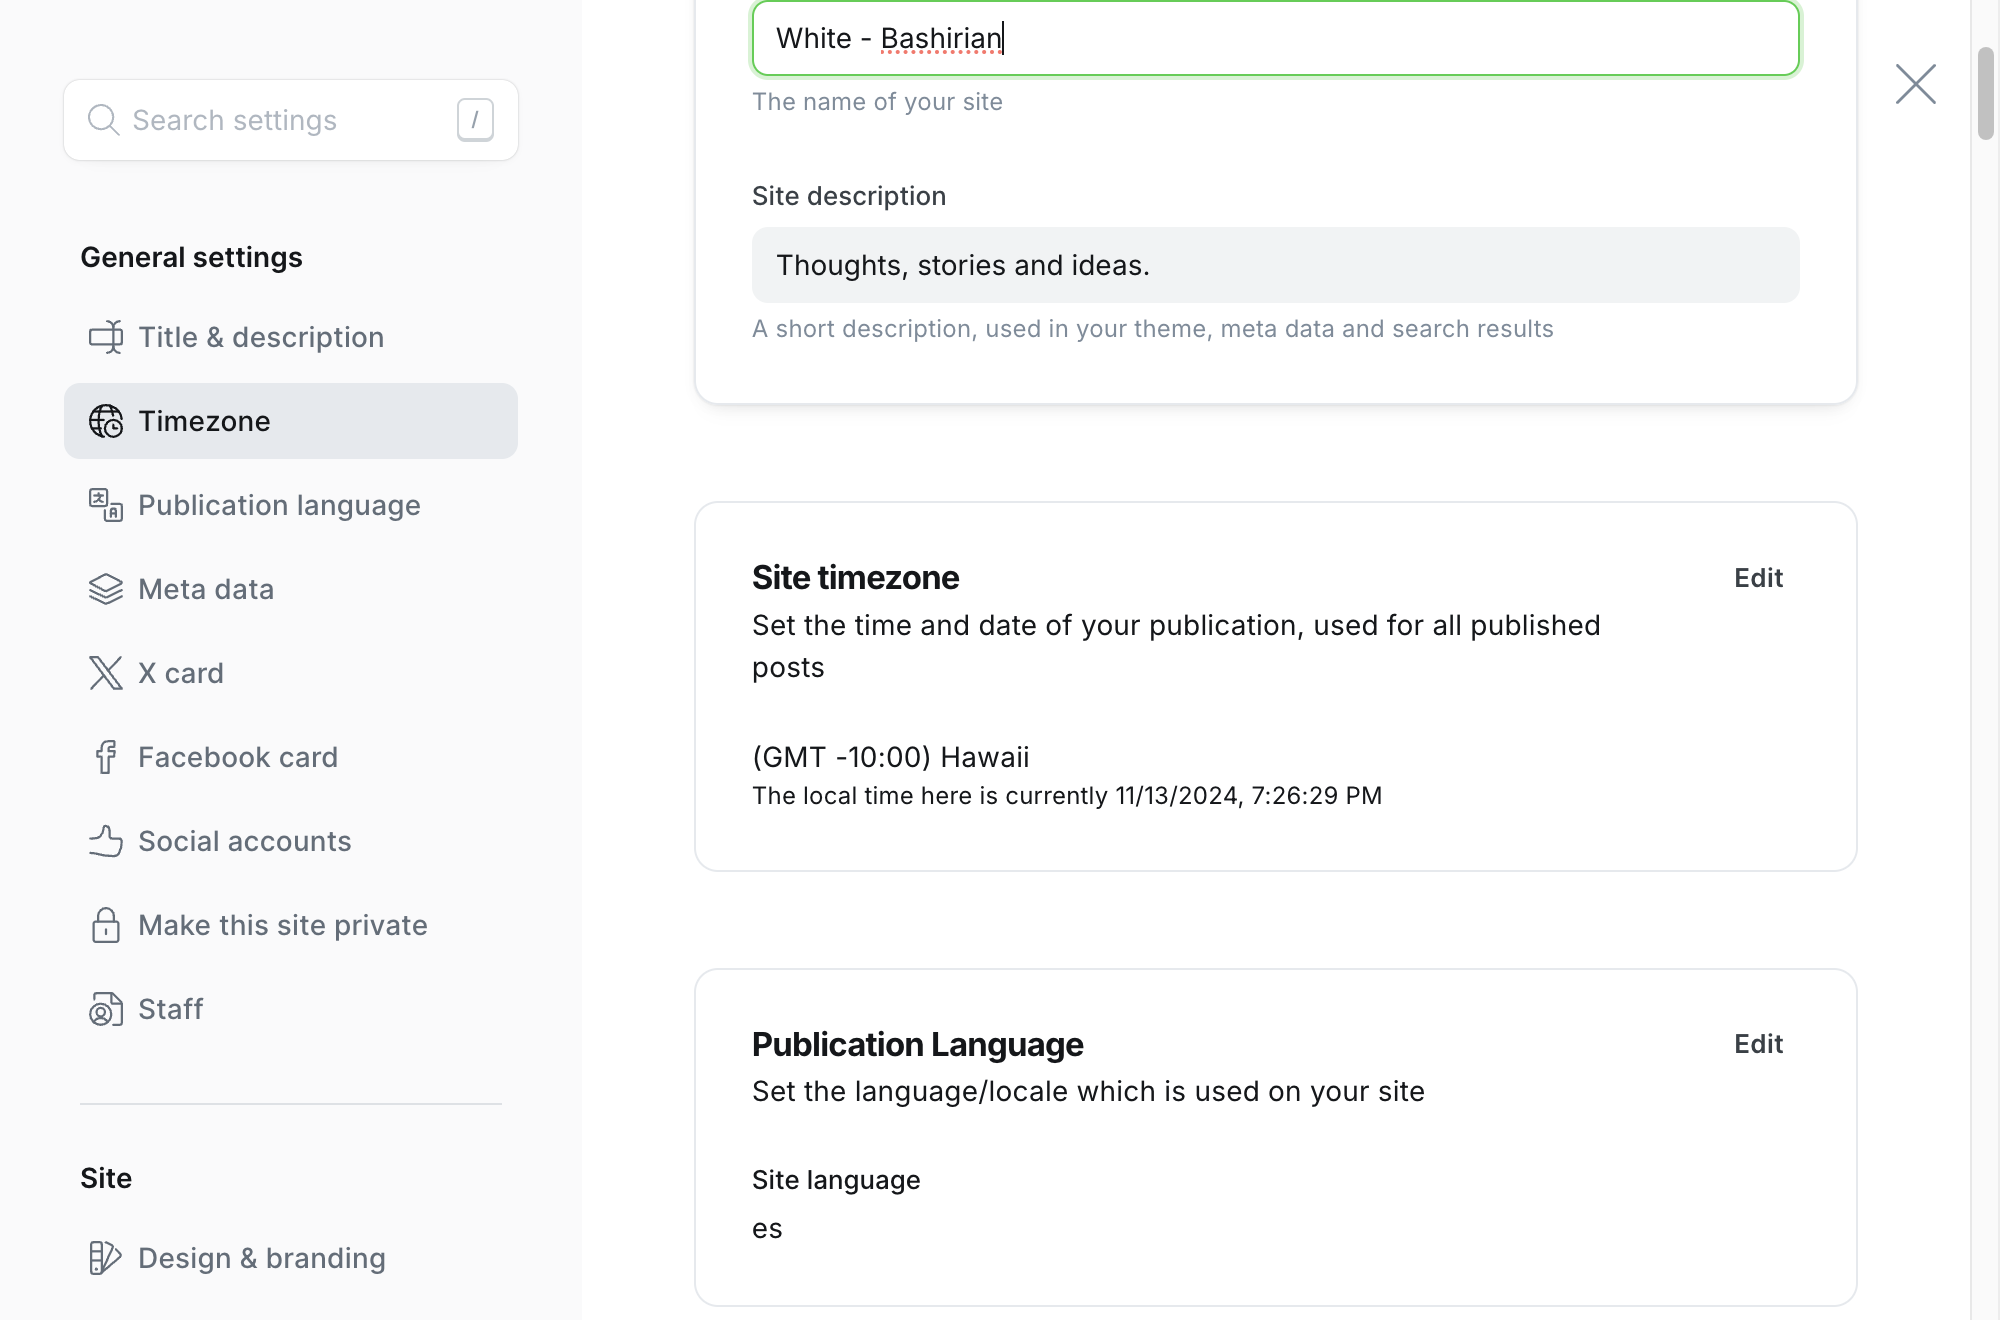 Search settings
/
General settings
Title & description
Timezone
Publication language
Meta data
X card
Facebook card
Social accounts
Make this site private
Staff
Site
Design & branding
White - Bashirian
The name of your site
Site description
Thoughts, stories and ideas.
A short description, used in your theme, meta data and search results
Site timezone
Edit
Set the time and date of your publication, used for all published
posts
(GMT -10:00) Hawaii
The local time here is currently 11/13/2024, 7:26:29 PM
Publication Language
Edit
Set the language/locale which is used on your site
Site language
es